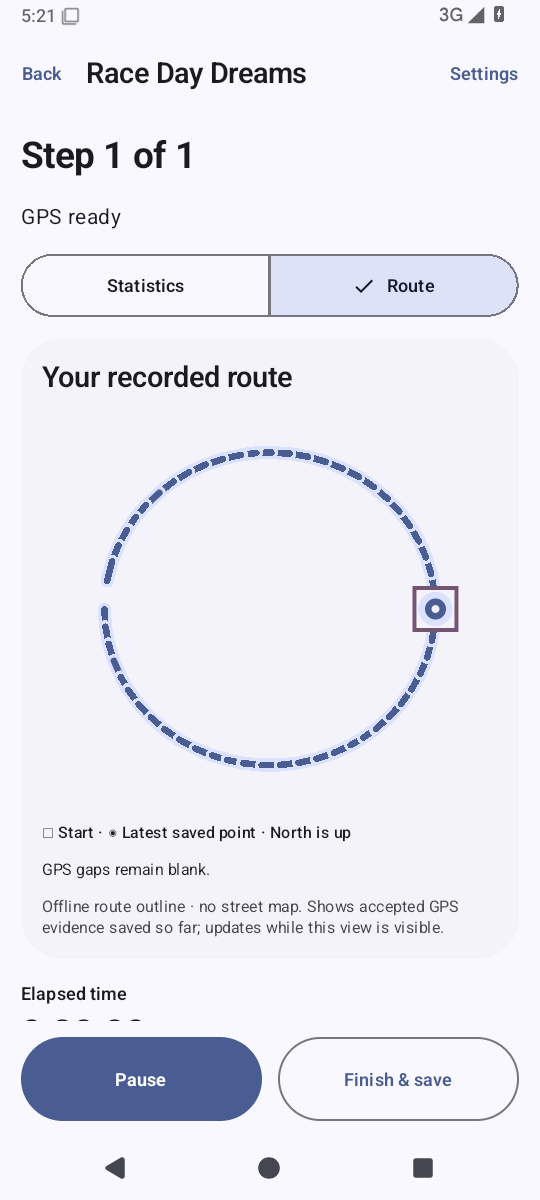 5:21
3G
Back
Race Day Dreams
Settings
Step 1 of 1
GPS ready
Statistics
Route
Your recorded route
□ Start · ◉ Latest saved point · North is up
GPS gaps remain blank.
Offline route outline · no street map. Shows accepted GPS
evidence saved so far; updates while this view is visible.
Elapsed time
Pause
Finish & save